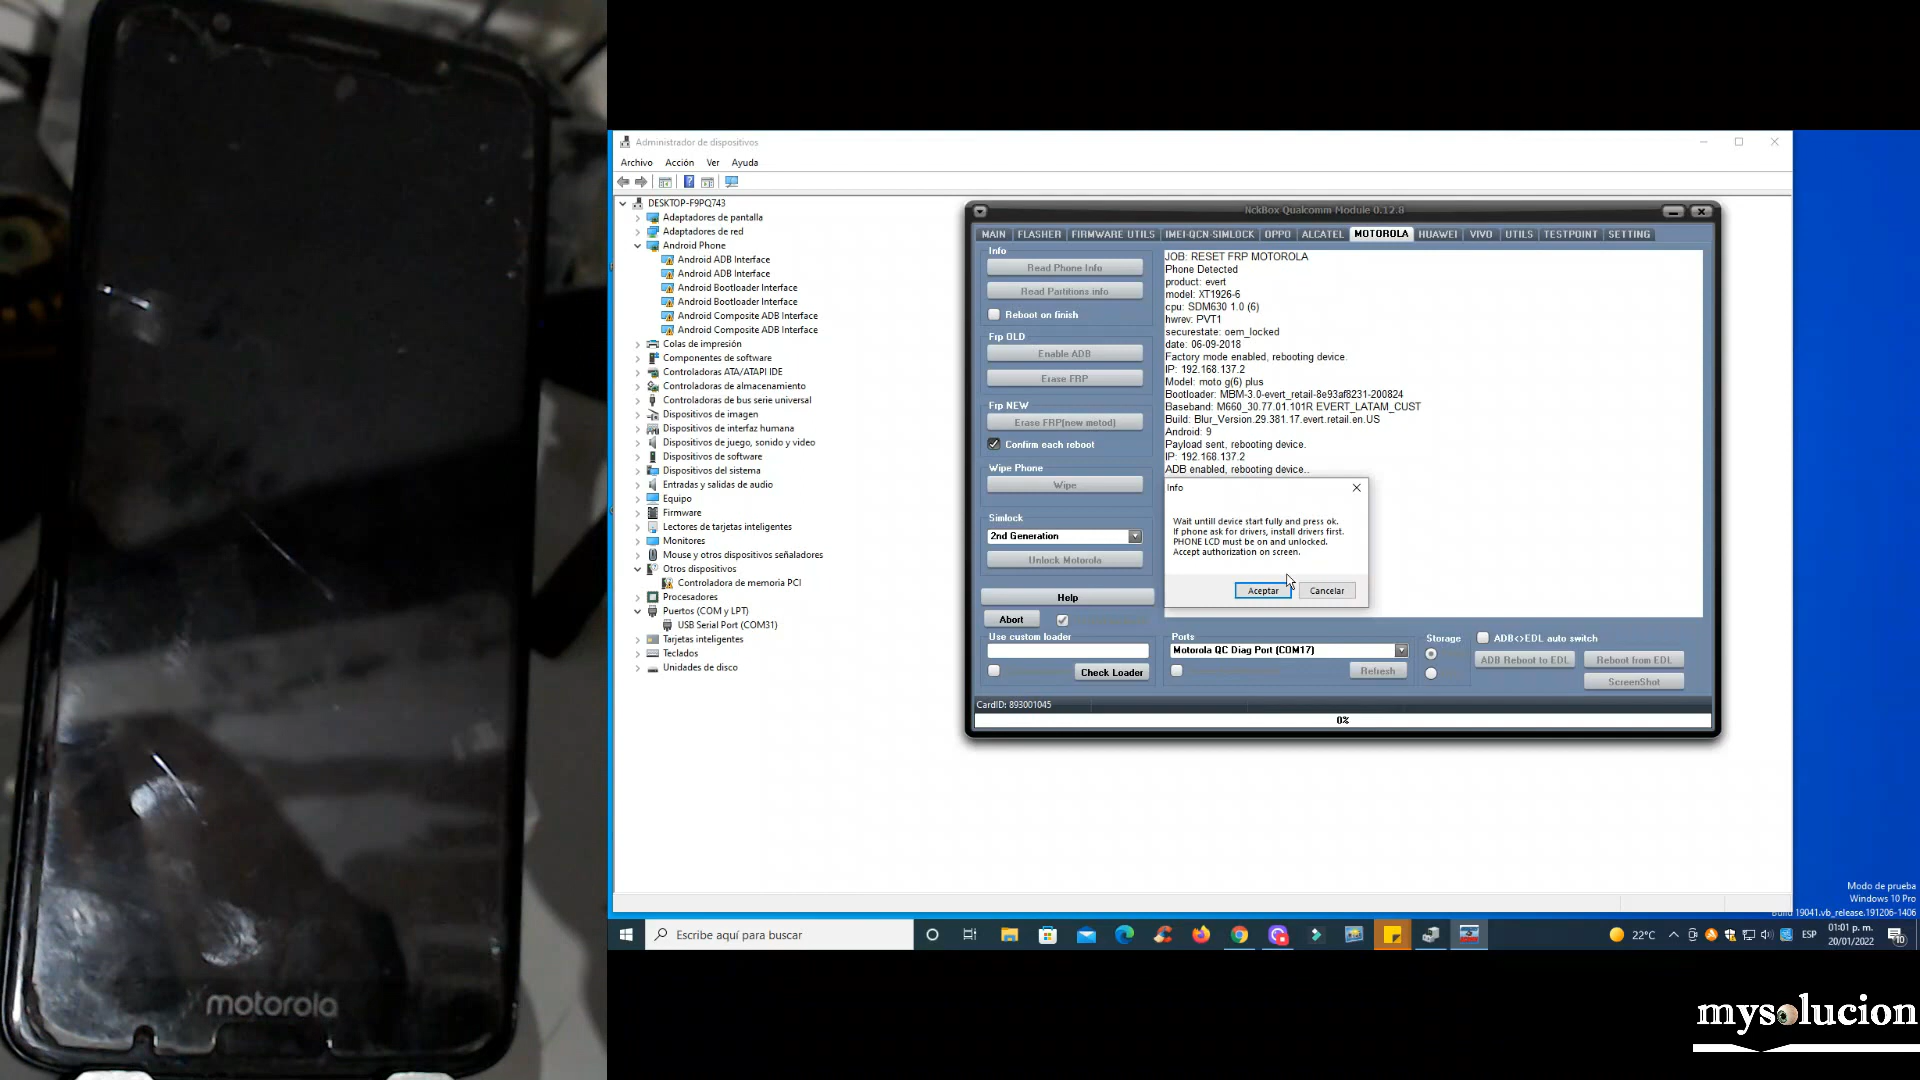 motorola
Administrador de dispositivos
Archivo Acción Ver Ayuda
DESKTOP-F9PQ743
Adaptadores de pantalla
Adaptadores de red
Android Phone
Android ADB Interface
Android ADB Interface
Android Bootloader Interface
Android Bootloader Interface
Android Composite ADB Interface
Android Composite ADB Interface
Colas de impresión
Componentes de software
Controladoras ATA/ATAPI IDE
Controladoras de almacenamiento
Controladoras de bus serie universal
Dispositivos de imagen
Dispositivos de interfaz humana
Dispositivos de juego, sonido y video
Dispositivos de software
Dispositivos del sistema
Entradas y salidas de audio
Equipo
Firmware
Lectores de tarjetas inteligentes
Monitores
Mouse y otros dispositivos señaladores
Otros dispositivos
Controladora de memoria PCI
Procesadores
Puertos (COM y LPT)
USB Serial Port (COM31)
Tarjetas inteligentes
Teclados
Unidades de disco
NckBox Qualcomm Module 0.12.8
MAIN FLASHER FIRMWARE UTILS IMEI-QCN-SIMLOCK OPPO ALCATEL MOTOROLA HUAWEI VIVO UTILS TESTPOINT SETTING
Info
Read Phone Info
Read Partitions info
Reboot on finish
Frp OLD
Enable ADB
Erase FRP
Frp NEW
Erase FRP(new metod)
Confirm each reboot
Wipe Phone
Wipe
Simlock
2nd Generation
Unlock Motorola
Help
Abort
Use custom loader
Check Loader
JOB: RESET FRP MOTOROLA
Phone Detected
product: evert
model: XT1926-6
cpu: SDM630 1.0 (6)
hwrev: PVT1
securestate: oem_locked
date: 06-09-2018
Factory mode enabled, rebooting device.
IP: 192.168.137.2
Model: moto g(6) plus
Bootloader: MBM-3.0-evert_retail-8e93af8231-200824
Baseband: M660_30.77.01.101R EVERT_LATAM_CUST
Build: Blur_Version.29.381.17.evert.retail.en.US
Android: 9
Payload sent, rebooting device.
IP: 192.168.137.2
ADB enabled, rebooting device..
Info
Wait untill device start fully and press ok.
If phone ask for drivers, install drivers first.
PHONE LCD must be on and unlocked.
Accept authorization on screen.
Aceptar Cancelar
Ports
Motorola QC Diag Port (COM17)
Refresh
Storage
ADB<>EDL auto switch
ADB Reboot to EDL Reboot from EDL
ScreenShot
CardID: 893001045
0%
Modo de prueba
Windows 10 Pro
19041.vb_release.191206-1406
Escribe aquí para buscar
22°C
ESP
01:01 p. m.
20/01/2022
10
mysolucion